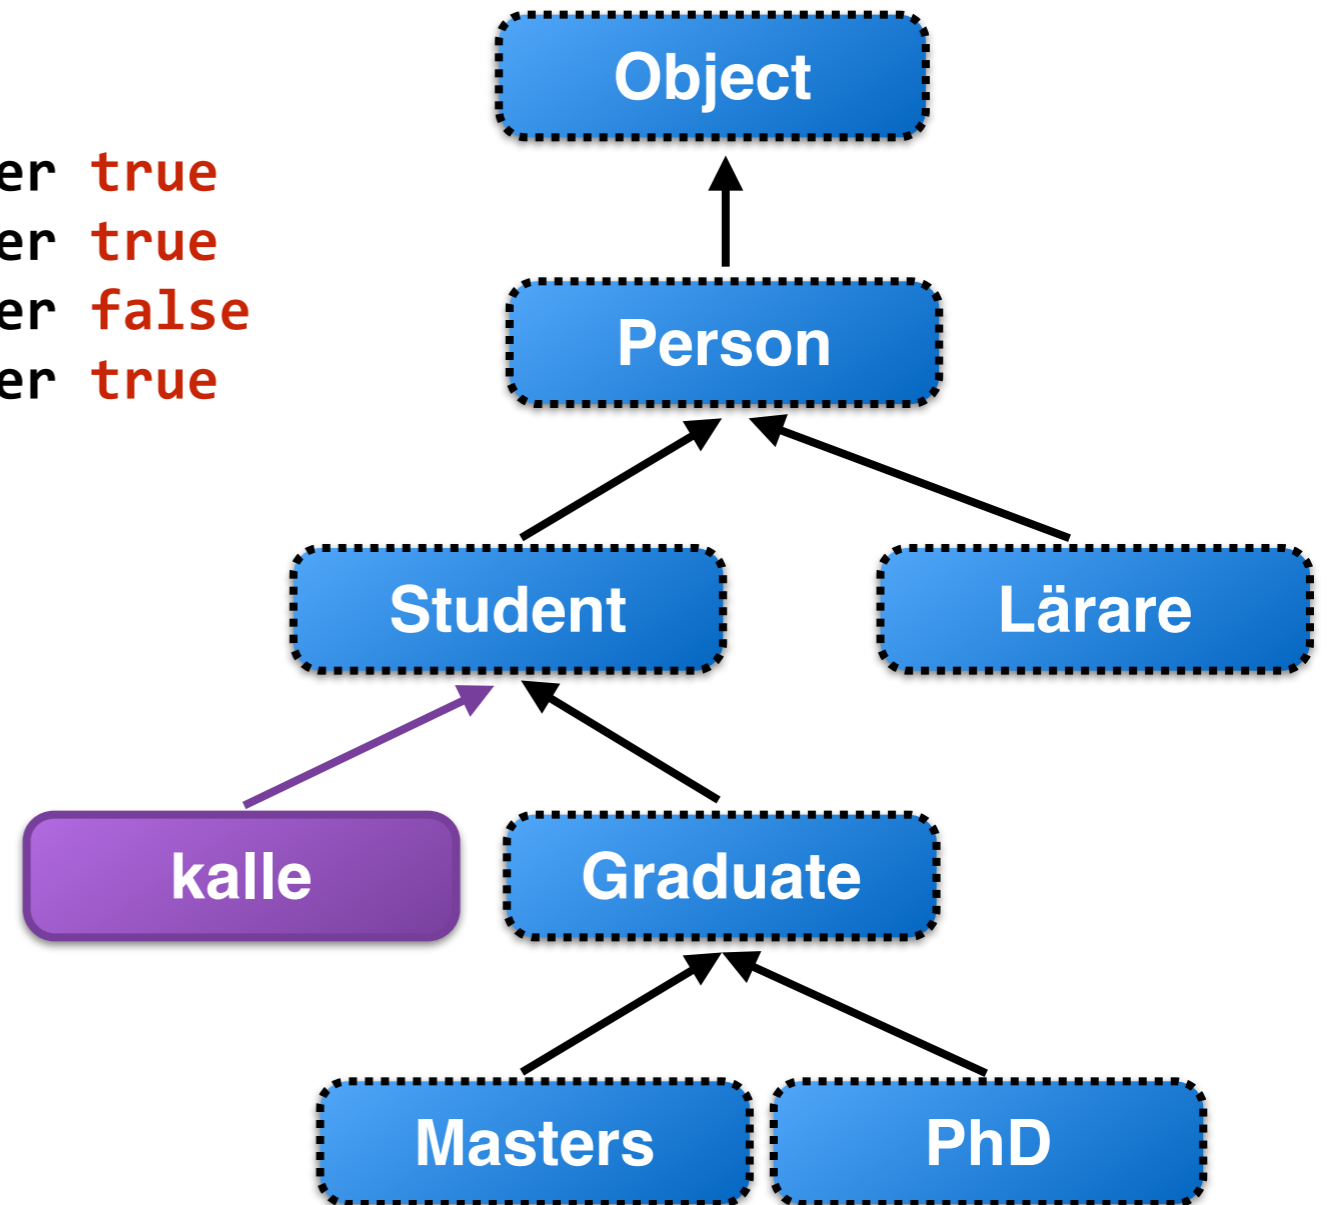 Object
er true
er true
er false
er true
Person
Student
Lärare
kalle
Graduate
Masters
PhD